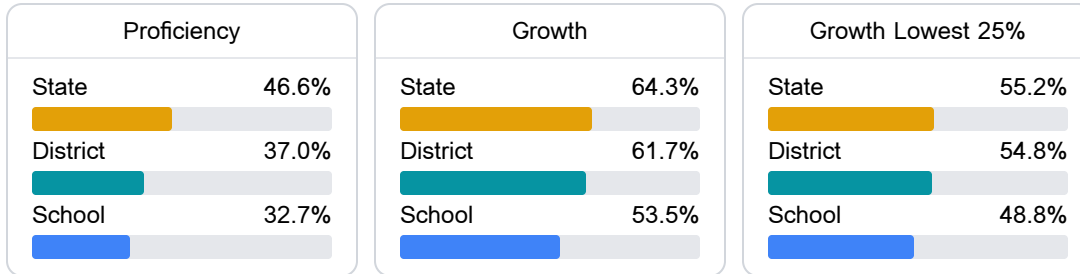 Proficiency
State 46.6%
District 37.0%
School 32.7%
Growth
State 64.3%
District 61.7%
School 53.5%
Growth Lowest 25%
State 55.2%
District 54.8%
School 48.8%